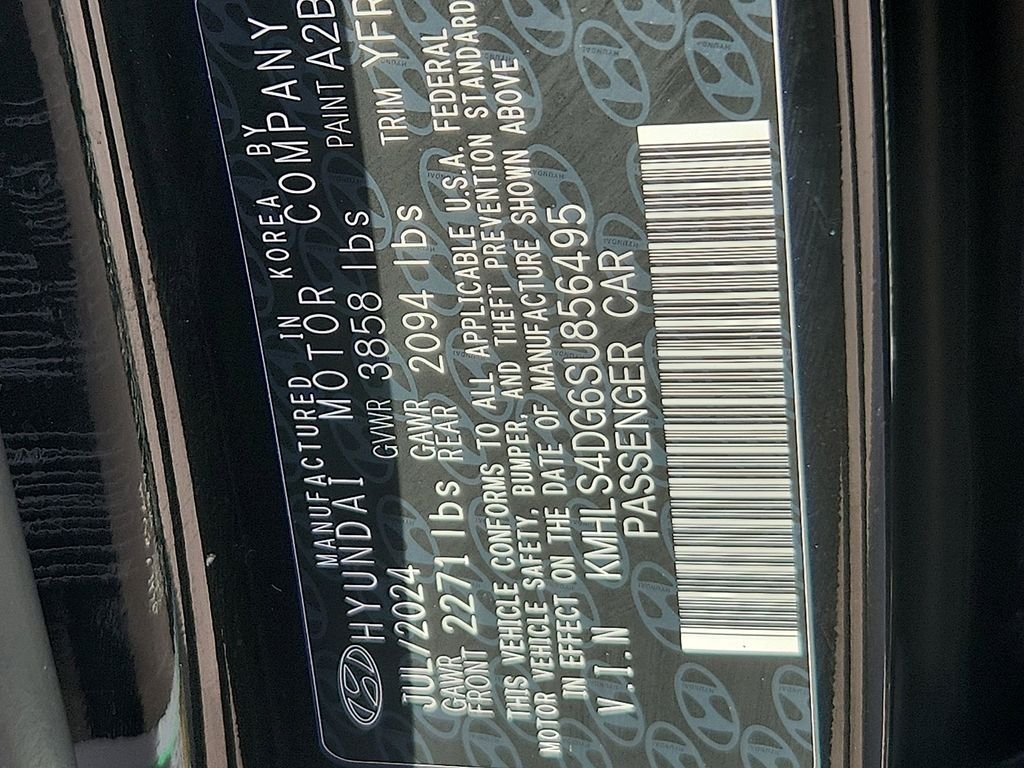 MANUFACTURED IN KOREA BY
HYUNDAI MOTOR COMPANY
JUL/2024 GVWR 3858 lbs PAINT A2B
GAWR FRONT 2271 lbs GAWR REAR 2094 lbs TRIM YFR
THIS VEHICLE CONFORMS TO ALL APPLICABLE U.S.A. FEDERAL
MOTOR VEHICLE SAFETY, BUMPER, AND THEFT PREVENTION STANDARD
IN EFFECT ON THE DATE OF MANUFACTURE SHOWN ABOVE
V.I.N KMHLS4DG6SU856495
PASSENGER CAR